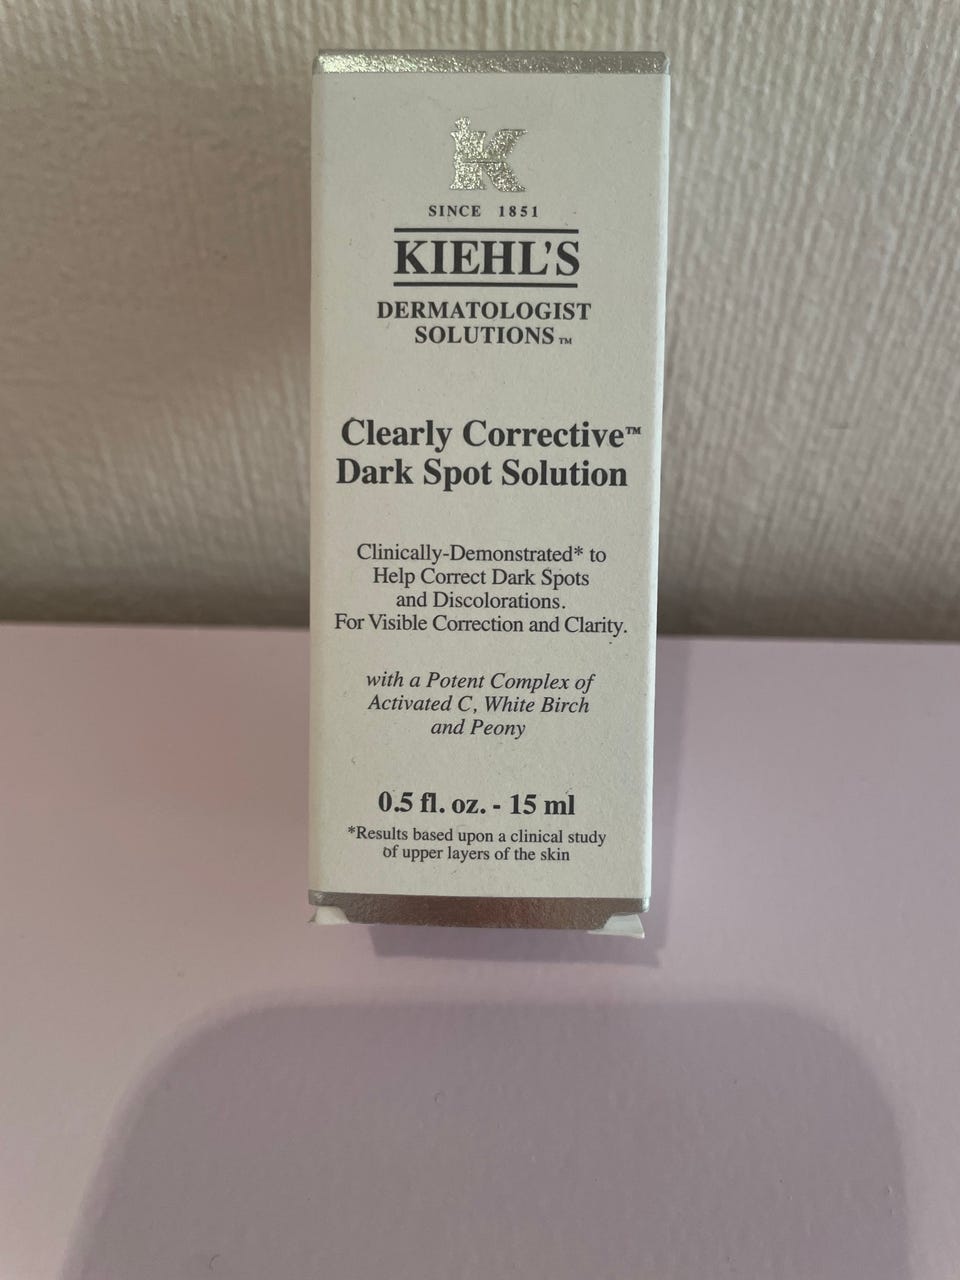 K
SINCE 1851
KIEHL'S
DERMATOLOGIST
SOLUTIONS™
Clearly Corrective™
Dark Spot Solution
Clinically-Demonstrated* to
Help Correct Dark Spots
and Discolorations.
For Visible Correction and Clarity.
with a Potent Complex of
Activated C, White Birch
and Peony
0.5 fl. oz. - 15 ml
*Results based upon a clinical study
of upper layers of the skin